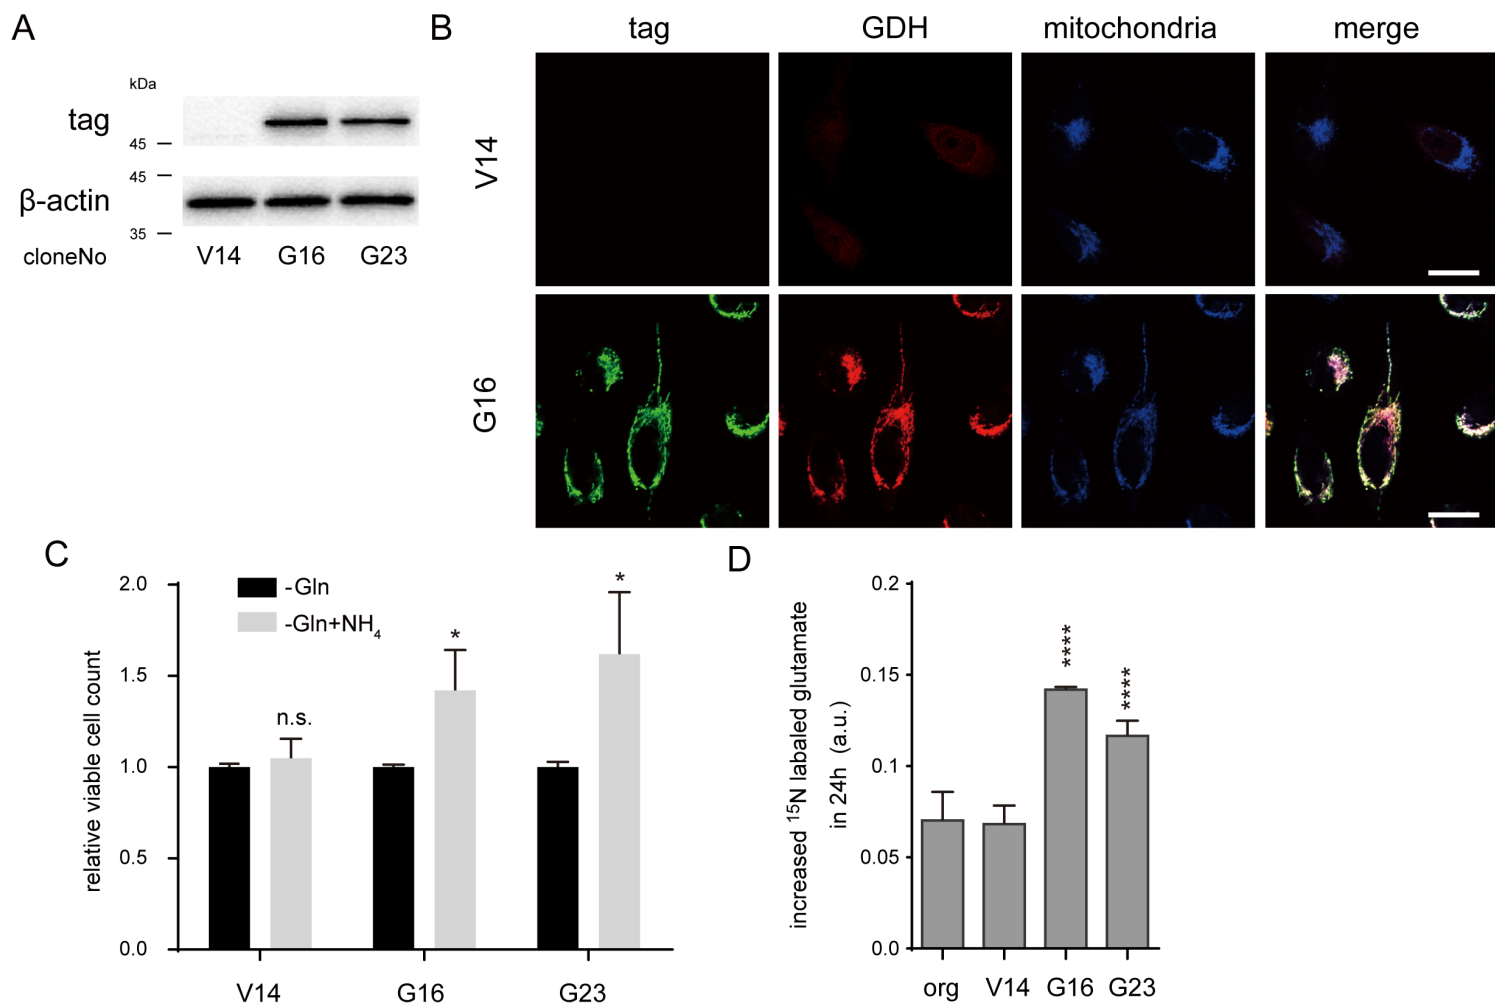 A
kDa
tag
45
45
β-actin
35
cloneNo
V14 G16 G23
B
tag GDH mitochondria merge
V14
G16
C
relative viable cell count
2.0
1.5
1.0
0.5
0.0
-Gln
-Gln+NH₄
n.s.
*
*
V14 G16 G23
D
increased ¹⁵N labaled glutamate
in 24h (a.u.)
0.2
0.15
0.1
0.05
0.0
****
****
org V14 G16 G23